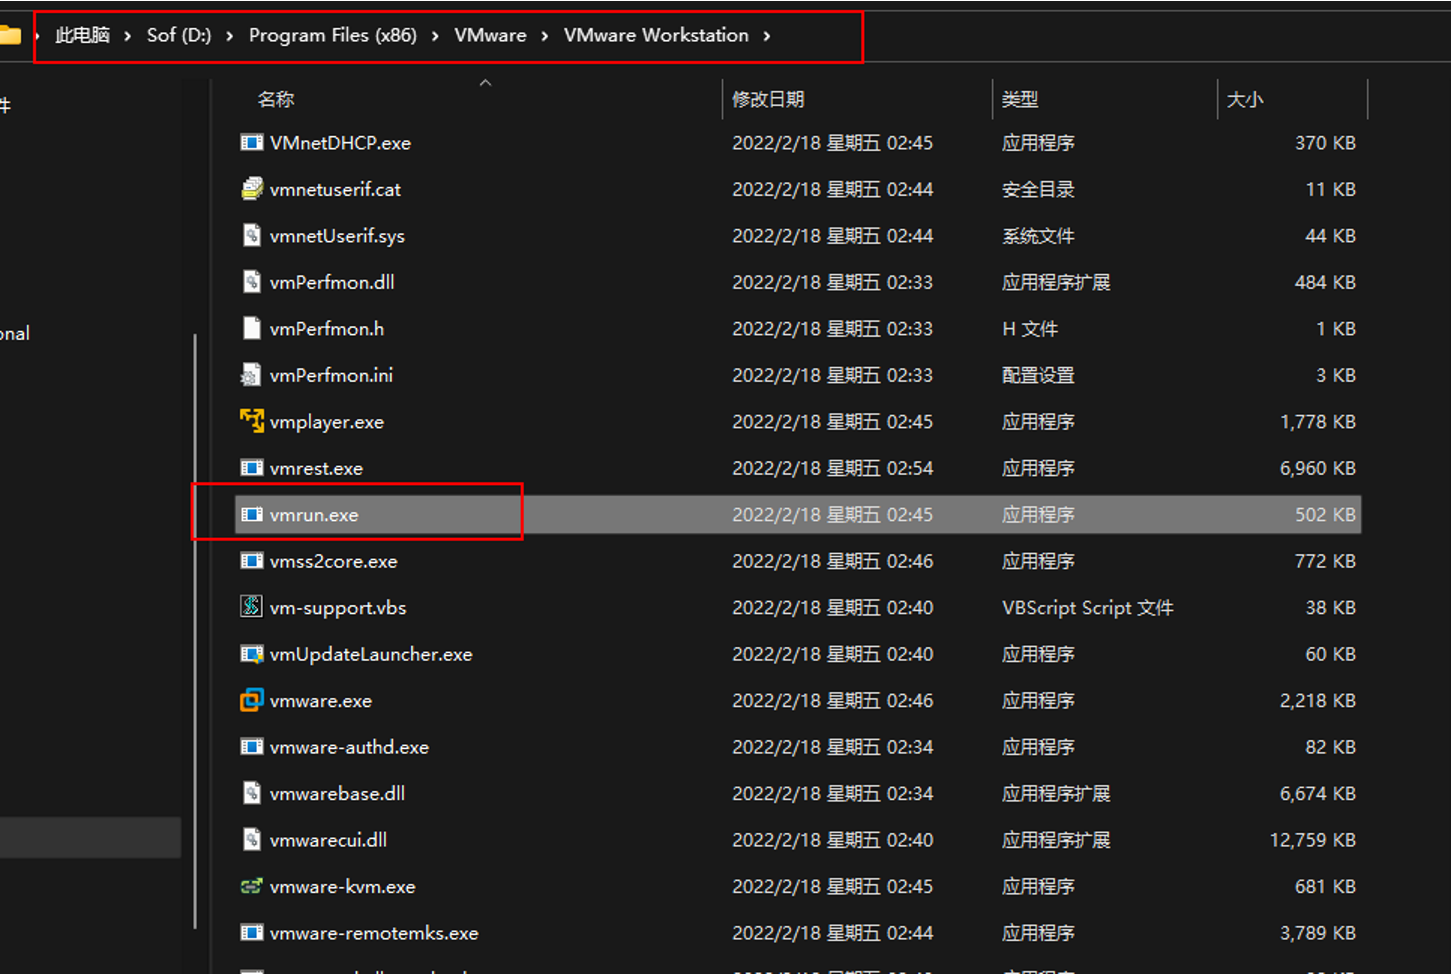 此电脑 › Sof (D:) › Program Files (x86) › VMware › VMware Workstation ›
名称 修改日期 类型 大小
件
VMnetDHCP.exe 2022/2/18 星期五 02:45 应用程序 370 KB
vmnetuserif.cat 2022/2/18 星期五 02:44 安全目录 11 KB
vmnetUserif.sys 2022/2/18 星期五 02:44 系统文件 44 KB
vmPerfmon.dll 2022/2/18 星期五 02:33 应用程序扩展 484 KB
onal
vmPerfmon.h 2022/2/18 星期五 02:33 H 文件 1 KB
vmPerfmon.ini 2022/2/18 星期五 02:33 配置设置 3 KB
vmplayer.exe 2022/2/18 星期五 02:45 应用程序 1,778 KB
vmrest.exe 2022/2/18 星期五 02:54 应用程序 6,960 KB
vmrun.exe 2022/2/18 星期五 02:45 应用程序 502 KB
vmss2core.exe 2022/2/18 星期五 02:46 应用程序 772 KB
vm-support.vbs 2022/2/18 星期五 02:40 VBScript Script 文件 38 KB
vmUpdateLauncher.exe 2022/2/18 星期五 02:40 应用程序 60 KB
vmware.exe 2022/2/18 星期五 02:46 应用程序 2,218 KB
vmware-authd.exe 2022/2/18 星期五 02:34 应用程序 82 KB
vmwarebase.dll 2022/2/18 星期五 02:34 应用程序扩展 6,674 KB
vmwarecui.dll 2022/2/18 星期五 02:40 应用程序扩展 12,759 KB
vmware-kvm.exe 2022/2/18 星期五 02:45 应用程序 681 KB
vmware-remotemks.exe 2022/2/18 星期五 02:44 应用程序 3,789 KB